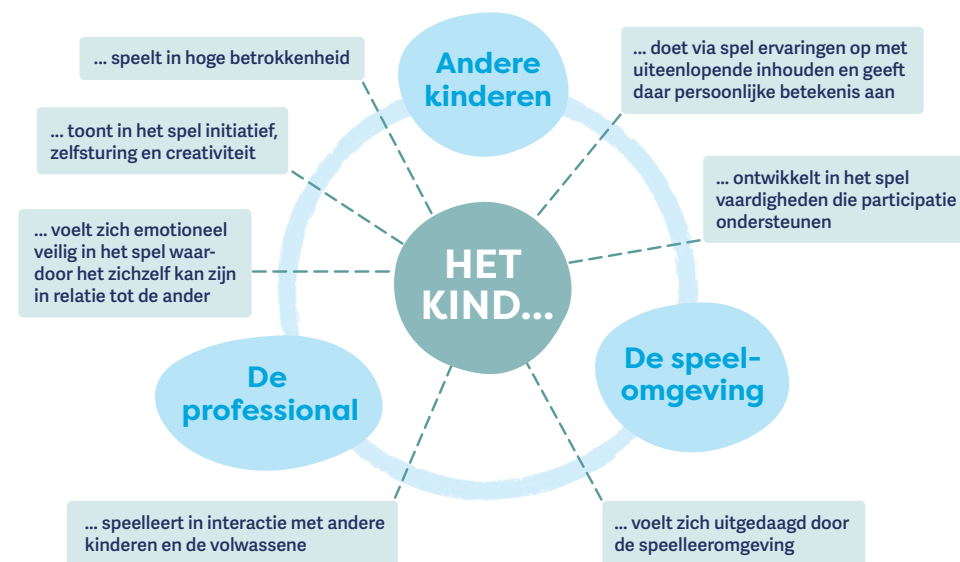 ... speelt in hoge betrokkenheid
Andere
kinderen
... doet via spel ervaringen op met
uiteenlopende inhouden en geeft
daar persoonlijke betekenis aan
... toont in het spel initiatief,
zelfsturing en creativiteit
... ontwikkelt in het spel
vaardigheden die participatie
ondersteunen
... voelt zich emotioneel
veilig in het spel waar-
door het zichzelf kan zijn
in relatie tot de ander
HET
KIND...
De
professional
De speel-
omgeving
... speelleert in interactie met andere
kinderen en de volwassene
... voelt zich uitgedaagd door
de speelleeromgeving